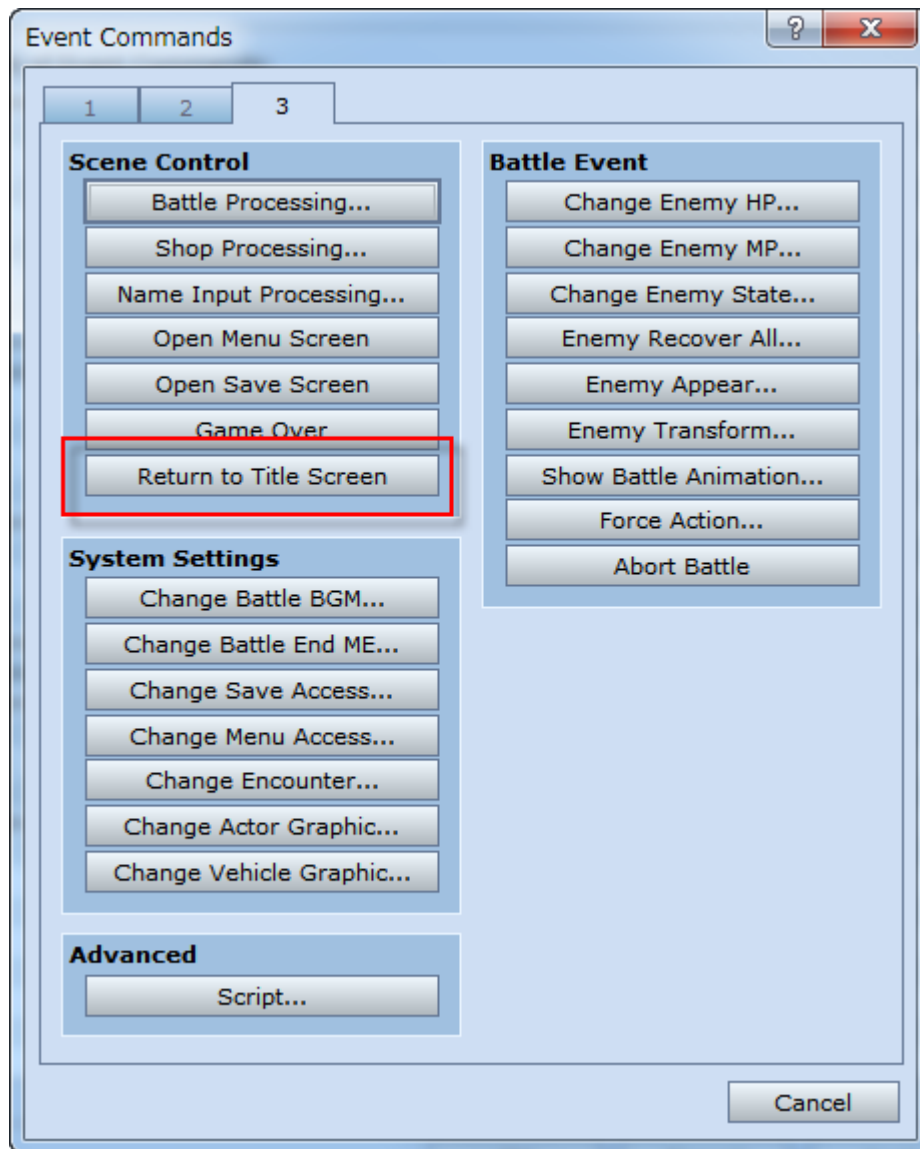 Event Commands
?
x
1
2
3
Scene Control
Battle Processing...
Shop Processing...
Name Input Processing...
Open Menu Screen
Open Save Screen
Game Over
Return to Title Screen
System Settings
Change Battle BGM...
Change Battle End ME...
Change Save Access...
Change Menu Access...
Change Encounter...
Change Actor Graphic...
Change Vehicle Graphic...
Advanced
Script...
Battle Event
Change Enemy HP...
Change Enemy MP...
Change Enemy State...
Enemy Recover All...
Enemy Appear...
Enemy Transform...
Show Battle Animation...
Force Action...
Abort Battle
Cancel